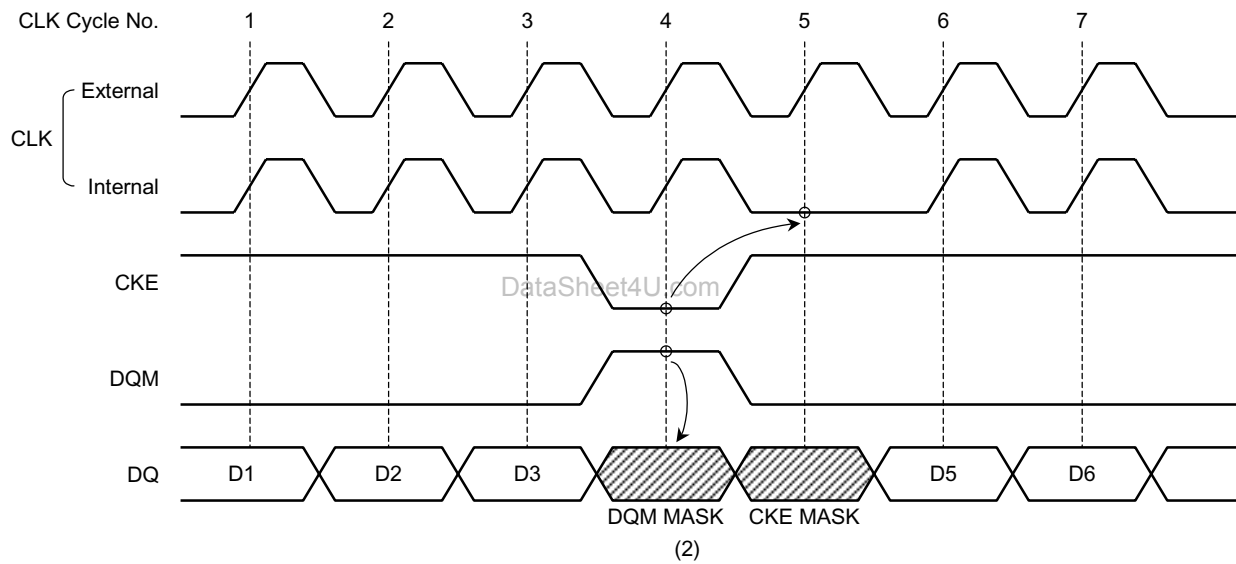 CLK Cycle No. 1 2 3 4 5 6 7
External
CLK
Internal
CKE
DataSheet4U.com
DQM
DQ D1 D2 D3 D5 D6
DQM MASK CKE MASK
(2)